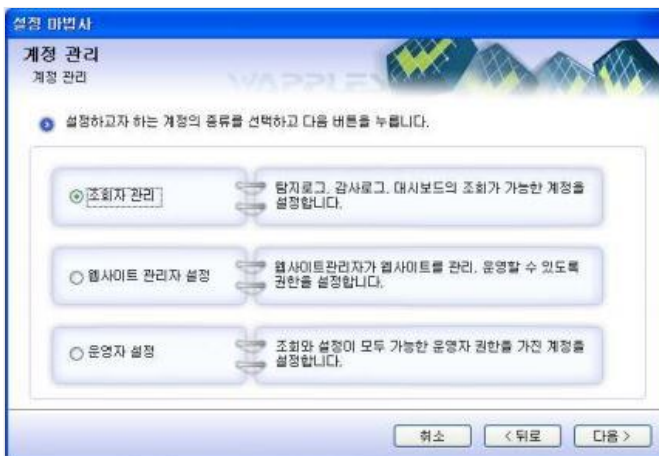 설정 마법사
계정 관리
계정 관리
WAPPLES
설정하고자 하는 계정의 종류를 선택하고 다음 버튼을 누릅니다.
조회자 관리
탐지로그, 감사로그, 대시보드의 조회가 가능한 계정을
설정합니다.
웹사이트 관리자 설정
웹사이트관리자가 웹사이트를 관리, 운영할 수 있도록
권한을 설정합니다.
운영자 설정
조회와 설정이 모두 가능한 운영자 권한을 가진 계정을
설정합니다.
취소
< 뒤로
다음 >